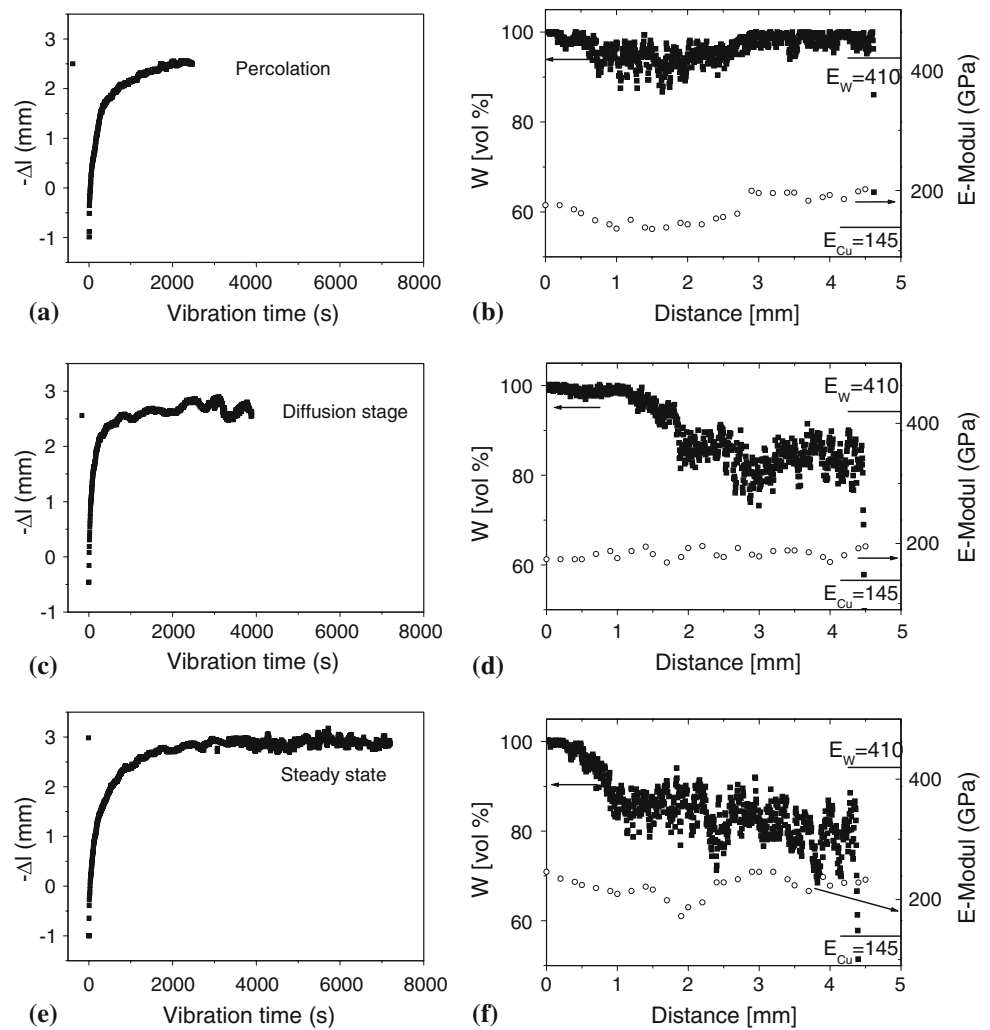 3
2
1
0
-1
-Δl (mm)
Percolation
0 2000 4000 6000 8000
Vibration time (s)
(a)
100
80
60
W [vol %]
E_W=410
E_Cu=145
400
200
E-Modul (GPa)
0 1 2 3 4 5
Distance [mm]
(b)
3
2
1
0
-1
-Δl (mm)
Diffusion stage
0 2000 4000 6000 8000
Vibration time (s)
(c)
100
80
60
W [vol %]
E_W=410
E_Cu=145
400
200
E-Modul (GPa)
0 1 2 3 4 5
Distance [mm]
(d)
3
2
1
0
-1
-Δl (mm)
Steady state
0 2000 4000 6000 8000
Vibration time (s)
(e)
100
80
60
W [vol %]
E_W=410
E_Cu=145
400
200
E-Modul (GPa)
0 1 2 3 4 5
Distance [mm]
(f)